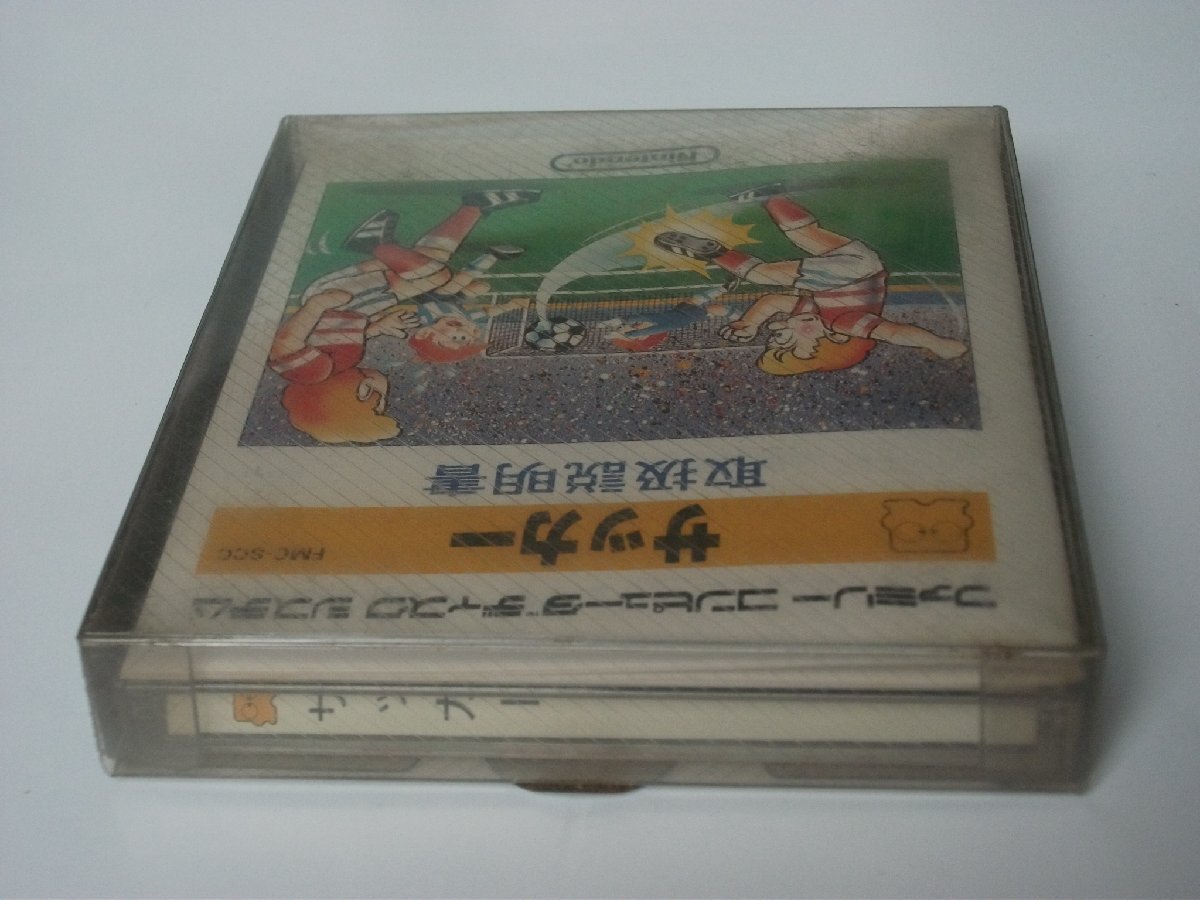 ファミリー コンピュータ ディスク システム
サッカー
FMC-SCC
取扱説明書
Nintendo
サッカー